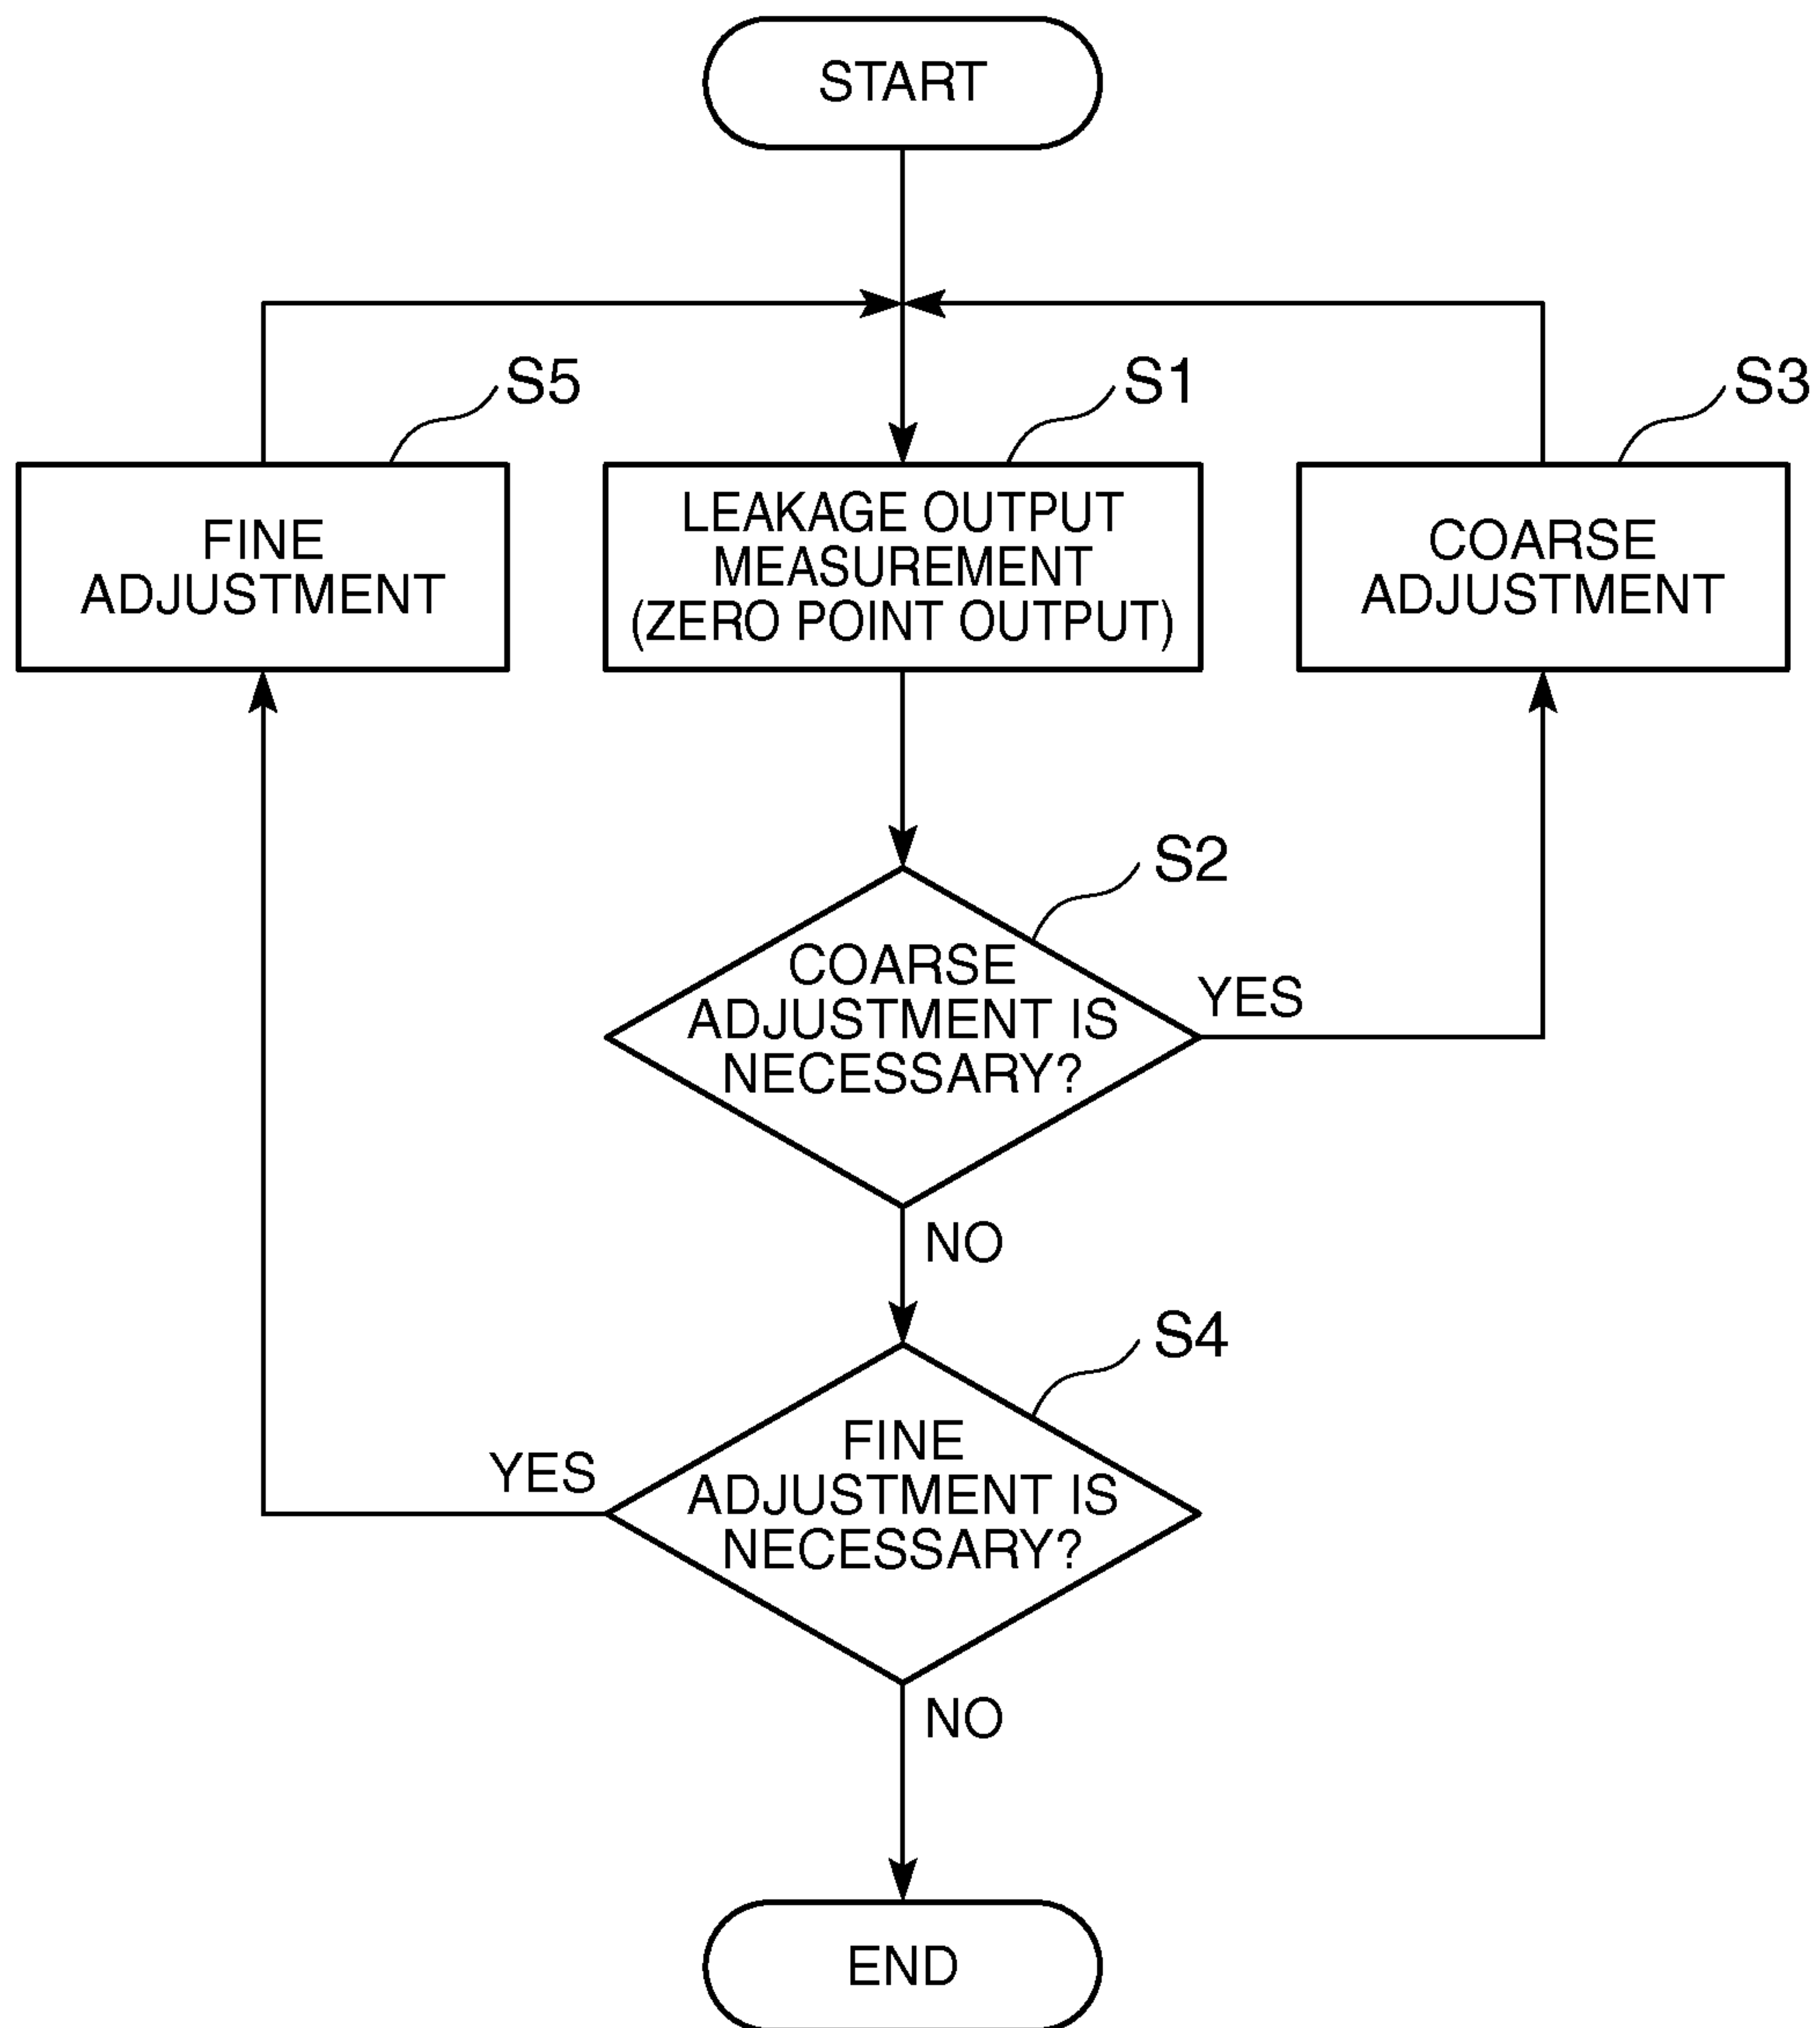 START
S5
S1
S3
FINE
ADJUSTMENT
LEAKAGE OUTPUT
MEASUREMENT
(ZERO POINT OUTPUT)
COARSE
ADJUSTMENT
S2
COARSE
ADJUSTMENT IS
NECESSARY?
YES
NO
S4
FINE
ADJUSTMENT IS
NECESSARY?
YES
NO
END